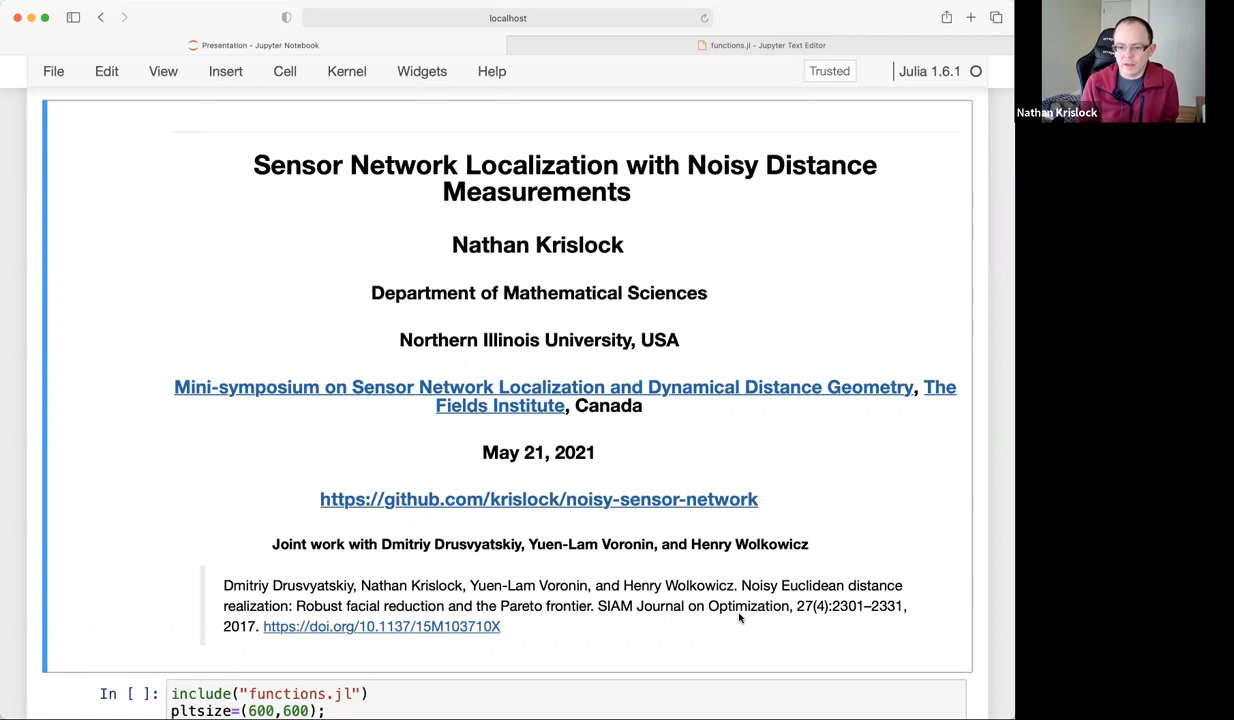 localhost
Presentation - Jupyter Notebook
functions.jl - Jupyter Text Editor
File Edit View Insert Cell Kernel Widgets Help Trusted Julia 1.6.1
Nathan Krislock
Sensor Network Localization with Noisy Distance
Measurements
Nathan Krislock
Department of Mathematical Sciences
Northern Illinois University, USA
Mini-symposium on Sensor Network Localization and Dynamical Distance Geometry, The
Fields Institute, Canada
May 21, 2021
https://github.com/krislock/noisy-sensor-network
Joint work with Dmitriy Drusvyatskiy, Yuen-Lam Voronin, and Henry Wolkowicz
Dmitriy Drusvyatskiy, Nathan Krislock, Yuen-Lam Voronin, and Henry Wolkowicz. Noisy Euclidean distance
realization: Robust facial reduction and the Pareto frontier. SIAM Journal on Optimization, 27(4):2301–2331,
2017. https://doi.org/10.1137/15M103710X
In [ ]: include("functions.jl")
pltsize=(600,600);